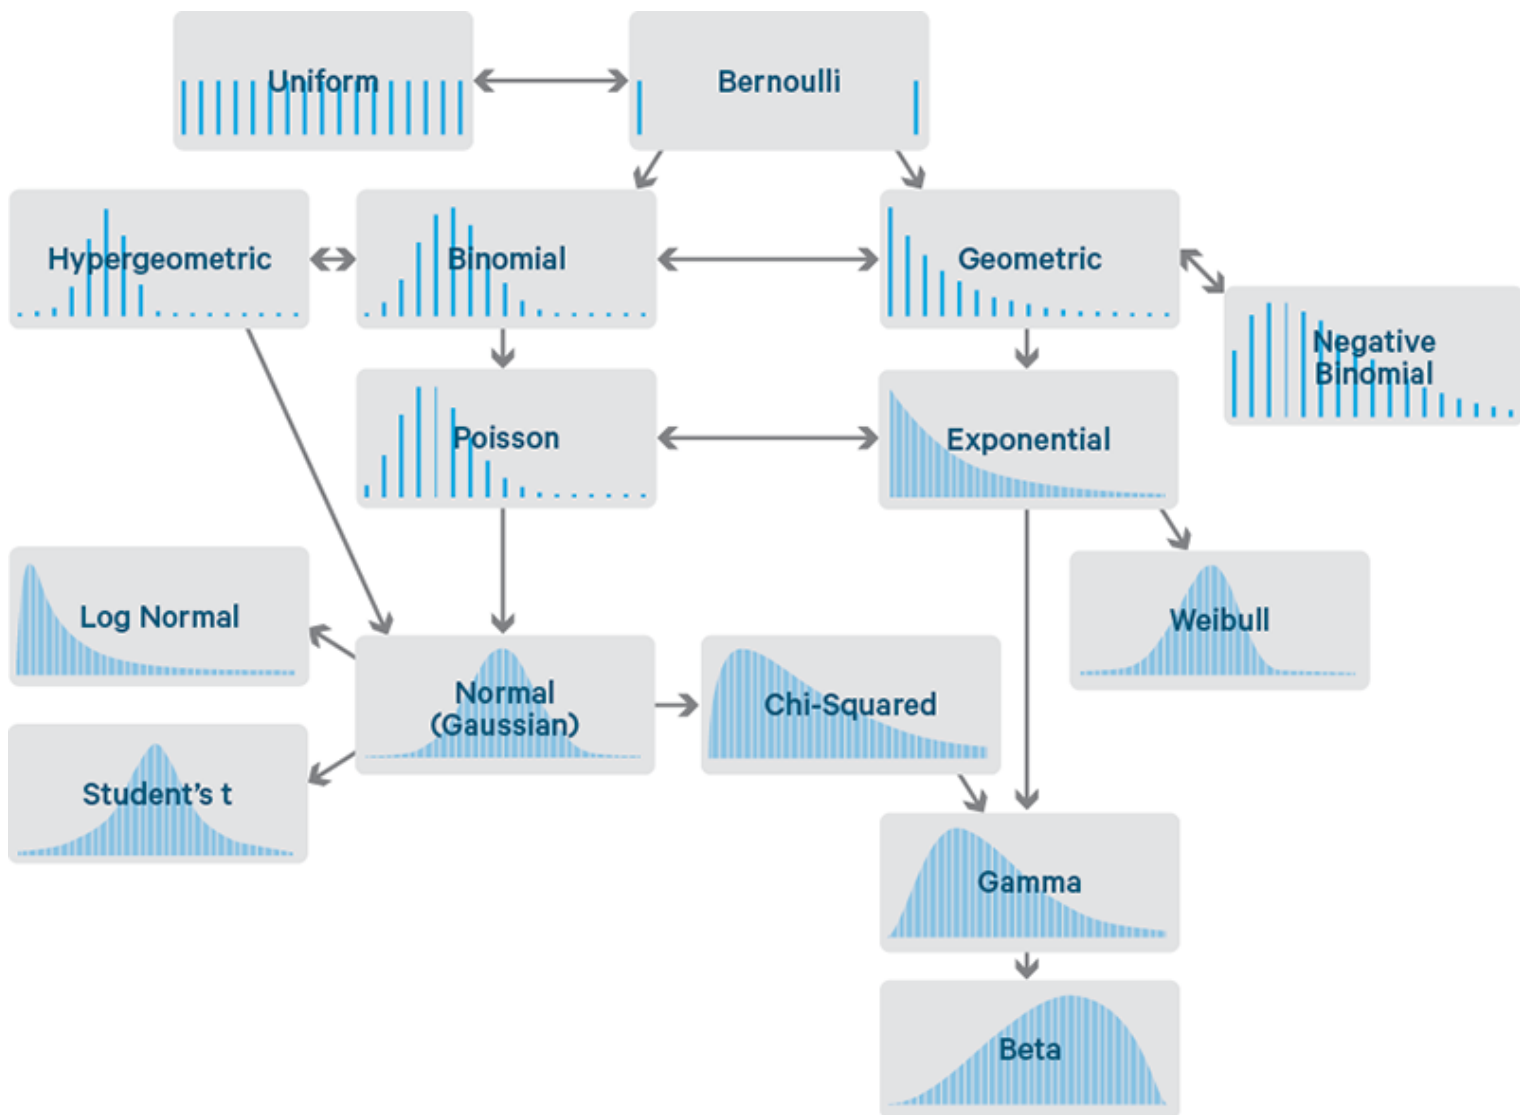 Uniform
Bernoulli
Hypergeometric
Binomial
Geometric
Negative
Binomial
Poisson
Exponential
Log Normal
Weibull
Normal
(Gaussian)
Chi-Squared
Student’s t
Gamma
Beta